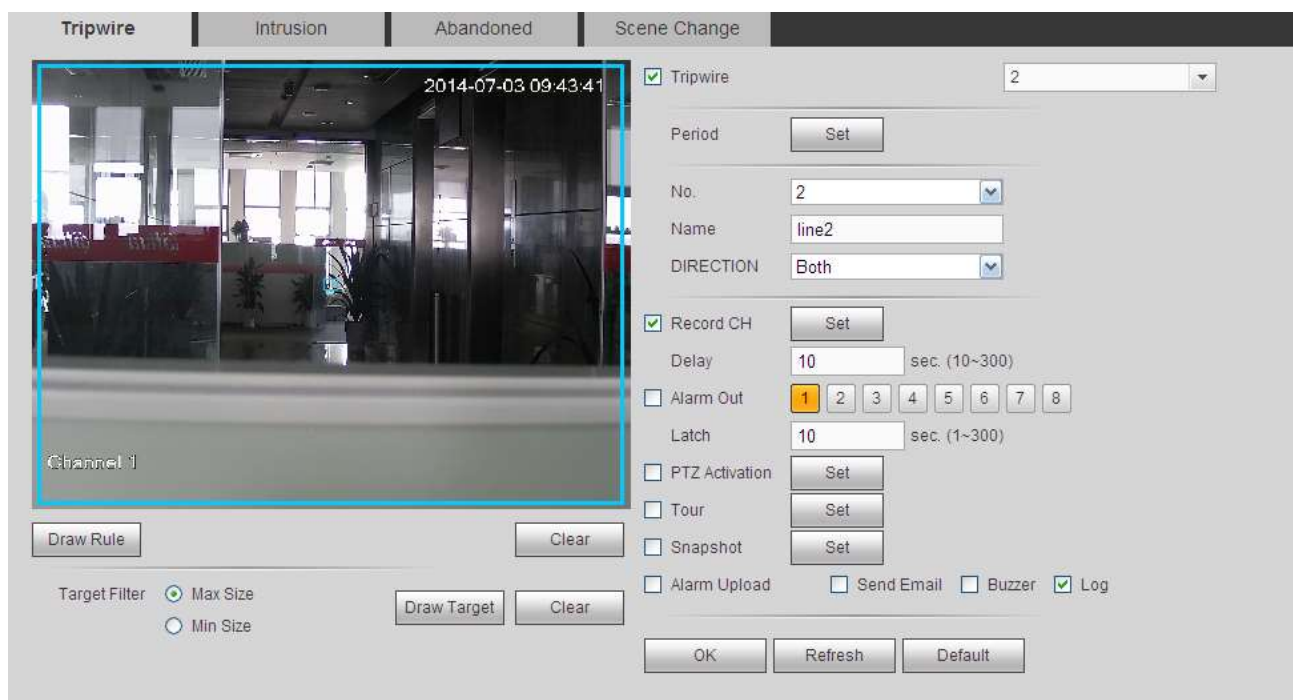 Tripwire Intrusion Abandoned Scene Change
2014-07-03 09:43:41
Channel 1
Draw Rule Clear
Target Filter Max Size
Min Size
Draw Target Clear
Tripwire 2
Period Set
No. 2
Name line2
DIRECTION Both
Record CH Set
Delay 10 sec. (10~300)
Alarm Out 1 2 3 4 5 6 7 8
Latch 10 sec. (1~300)
PTZ Activation Set
Tour Set
Snapshot Set
Alarm Upload Send Email Buzzer Log
OK Refresh Default